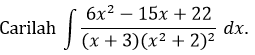 Carilah ∫ (6x² − 15x + 22) / ((x + 3)(x² + 2)²) dx.